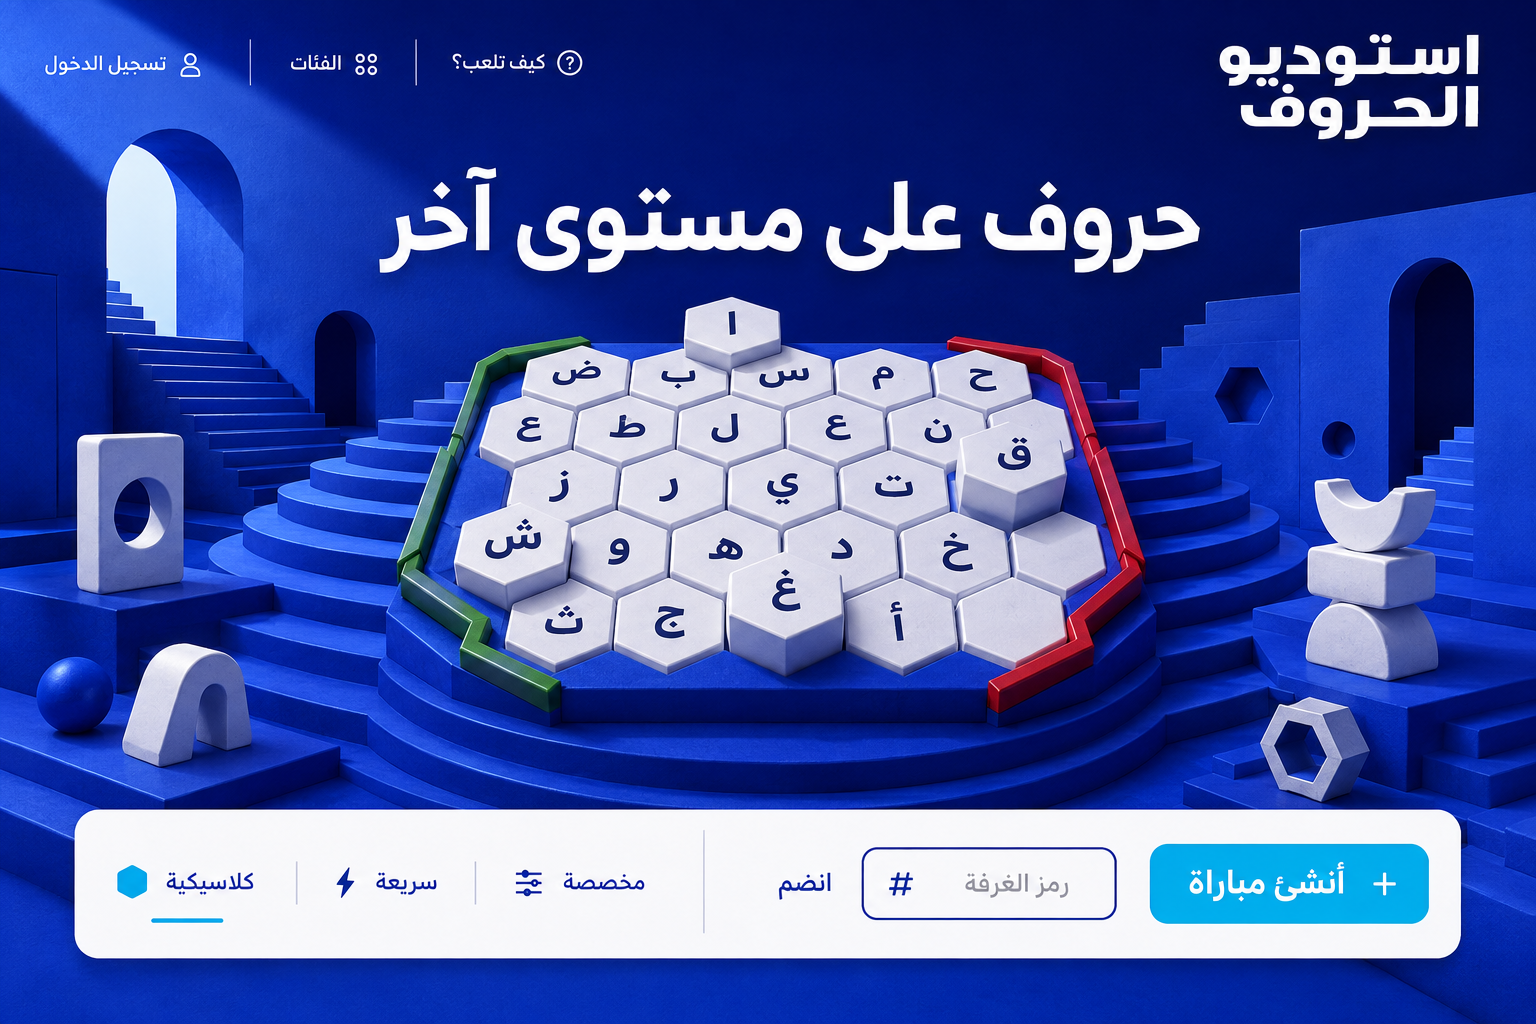 استوديو
الحروف
كيف تلعب؟
الفئات
تسجيل الدخول
حروف على مستوى آخر
ا
ح م س ب ض
ن ع ل ط ع
ق ت ي ر ز
خ د ه و ش
أ غ ج ث
+ أنشئ مباراة
رمز الغرفة #
انضم
مخصصة
سريعة
كلاسيكية